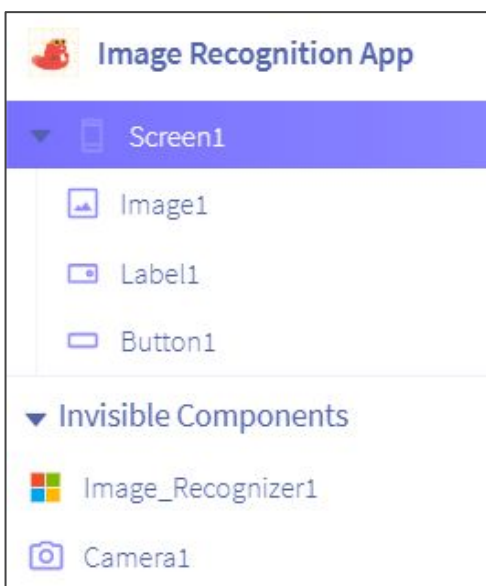 Image Recognition App
Screen1
Image1
Label1
Button1
Invisible Components
Image_Recognizer1
Camera1